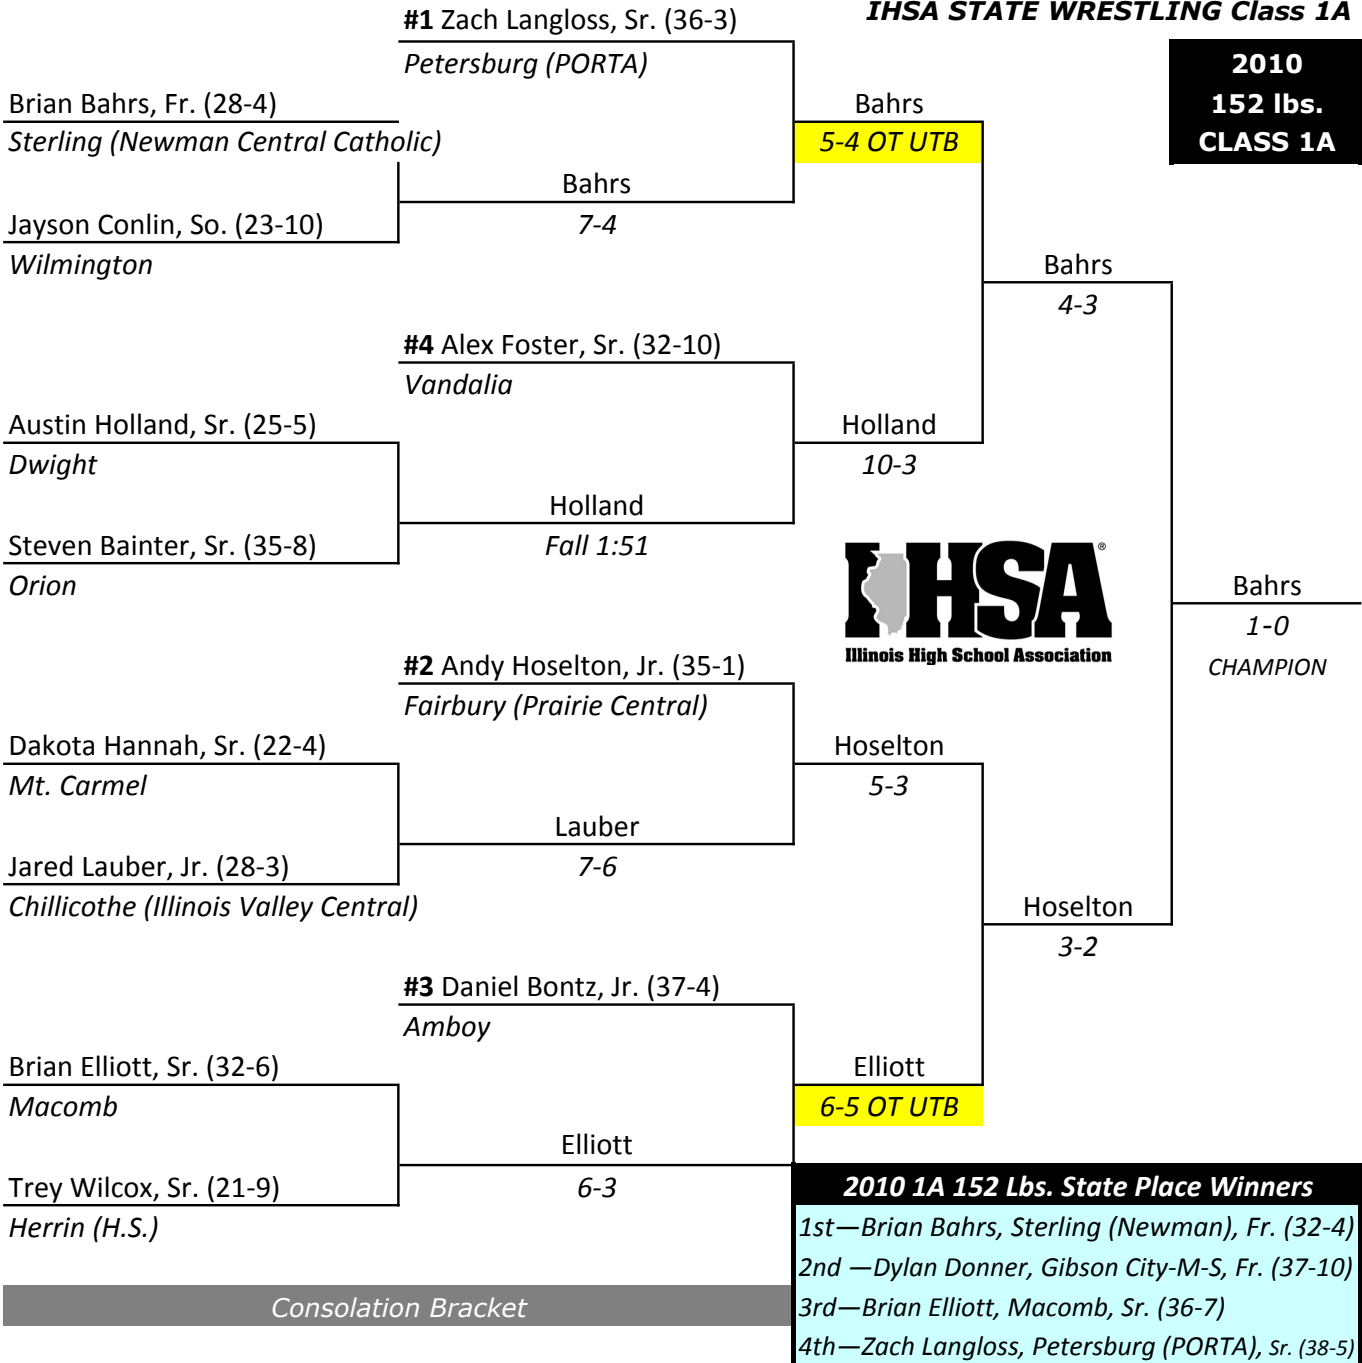 IHSA STATE WRESTLING Class 1A
2010
152 lbs.
CLASS 1A
#1 Zach Langloss, Sr. (36-3)
Petersburg (PORTA)
Brian Bahrs, Fr. (28-4)
Sterling (Newman Central Catholic)
Bahrs
5-4 OT UTB
Bahrs
7-4
Jayson Conlin, So. (23-10)
Wilmington
Bahrs
4-3
#4 Alex Foster, Sr. (32-10)
Vandalia
Austin Holland, Sr. (25-5)
Dwight
Holland
10-3
Holland
Fall 1:51
Steven Bainter, Sr. (35-8)
Orion
IHSA®
Illinois High School Association
Bahrs
1-0
CHAMPION
#2 Andy Hoselton, Jr. (35-1)
Fairbury (Prairie Central)
Dakota Hannah, Sr. (22-4)
Mt. Carmel
Hoselton
5-3
Lauber
7-6
Jared Lauber, Jr. (28-3)
Chillicothe (Illinois Valley Central)
Hoselton
3-2
#3 Daniel Bontz, Jr. (37-4)
Amboy
Brian Elliott, Sr. (32-6)
Macomb
Elliott
6-5 OT UTB
Elliott
6-3
Trey Wilcox, Sr. (21-9)
Herrin (H.S.)
2010 1A 152 Lbs. State Place Winners
1st—Brian Bahrs, Sterling (Newman), Fr. (32-4)
2nd —Dylan Donner, Gibson City-M-S, Fr. (37-10)
3rd—Brian Elliott, Macomb, Sr. (36-7)
4th—Zach Langloss, Petersburg (PORTA), Sr. (38-5)
Consolation Bracket